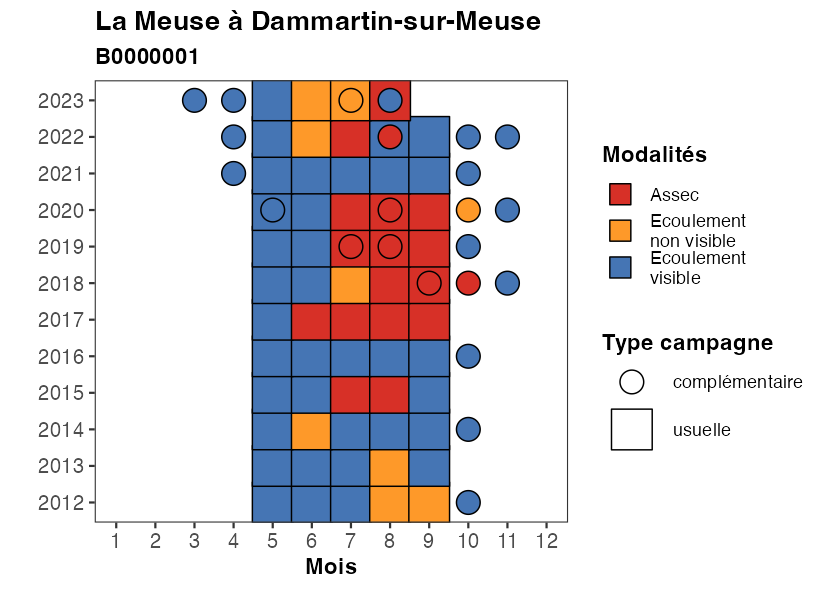 La Meuse à Dammartin-sur-Meuse
B0000001
2023
2022
2021
2020
2019
2018
2017
2016
2015
2014
2013
2012
1 2 3 4 5 6 7 8 9 10 11 12
Mois
Modalités
Assec
Ecoulement
non visible
Ecoulement
visible
Type campagne
complémentaire
usuelle